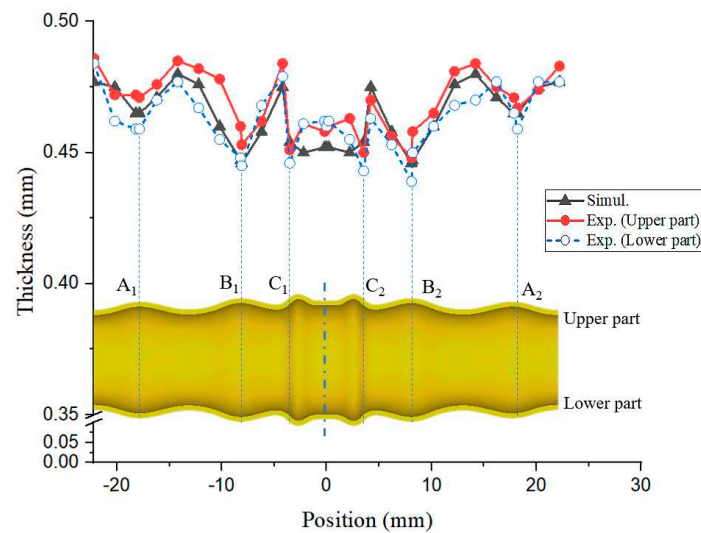 0.50
0.45
0.40
0.35
0.05
0.00
Thickness (mm)
Simul.
Exp. (Upper part)
Exp. (Lower part)
A1 B1 C1 C2 B2 A2
Upper part
Lower part
-20 -10 0 10 20 30
Position (mm)